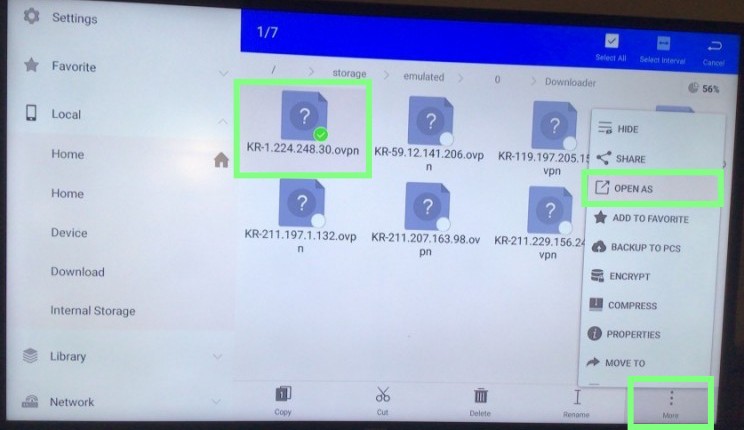 Settings
Favorite
Local
Home
Home
Device
Download
Internal Storage
Library
Network
1/7
Select All
Select Interval
Cancel
/ > storage > emulated > 0 > Downloader
56%
KR-1.224.248.30.ovpn
KR-59.12.141.206.ovp
n
KR-119.197.205.15
vpn
KR-211.197.1.132.ovp
n
KR-211.207.163.98.ov
pn
KR-211.229.156.24
vpn
HIDE
SHARE
OPEN AS
ADD TO FAVORITE
BACKUP TO PCS
ENCRYPT
COMPRESS
PROPERTIES
MOVE TO
Copy
Cut
Delete
Rename
More